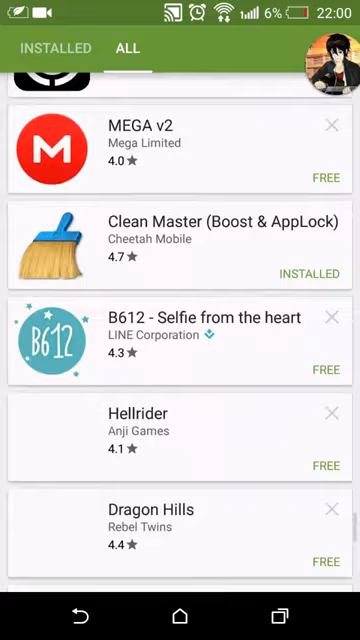 6% 22:00
INSTALLED ALL
MEGA v2
Mega Limited
4.0
FREE
M
Clean Master (Boost & AppLock)
Cheetah Mobile
4.7
INSTALLED
B612 - Selfie from the heart
LINE Corporation
4.3
FREE
B612
Hellrider
Anji Games
4.1
FREE
Dragon Hills
Rebel Twins
4.4
FREE